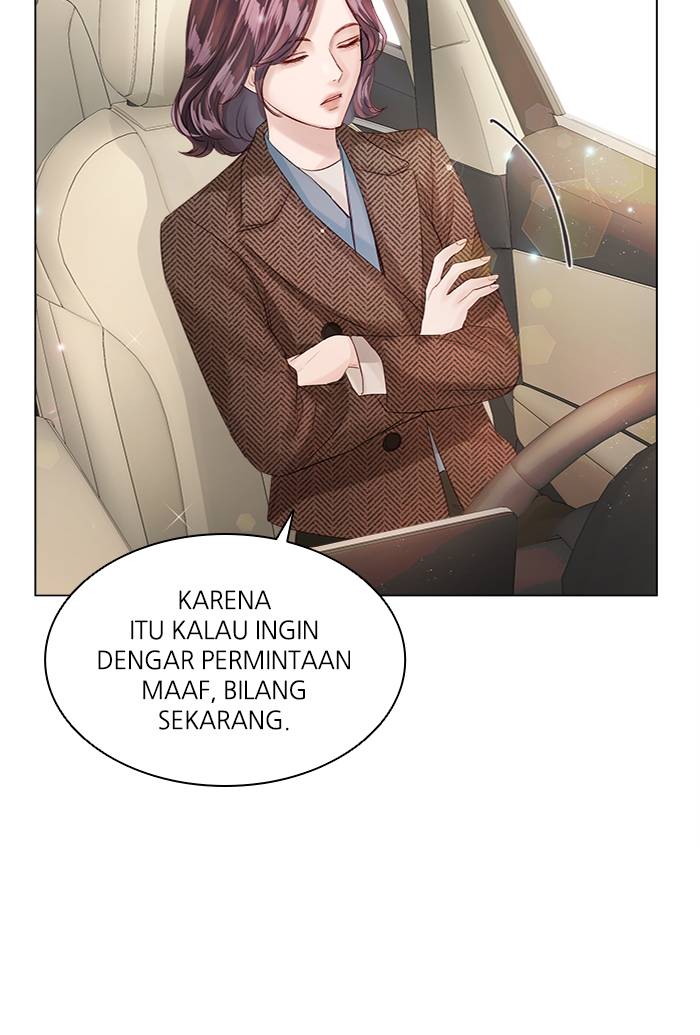 KARENA
ITU KALAU INGIN
DENGAR PERMINTAAN
MAAF, BILANG
SEKARANG.